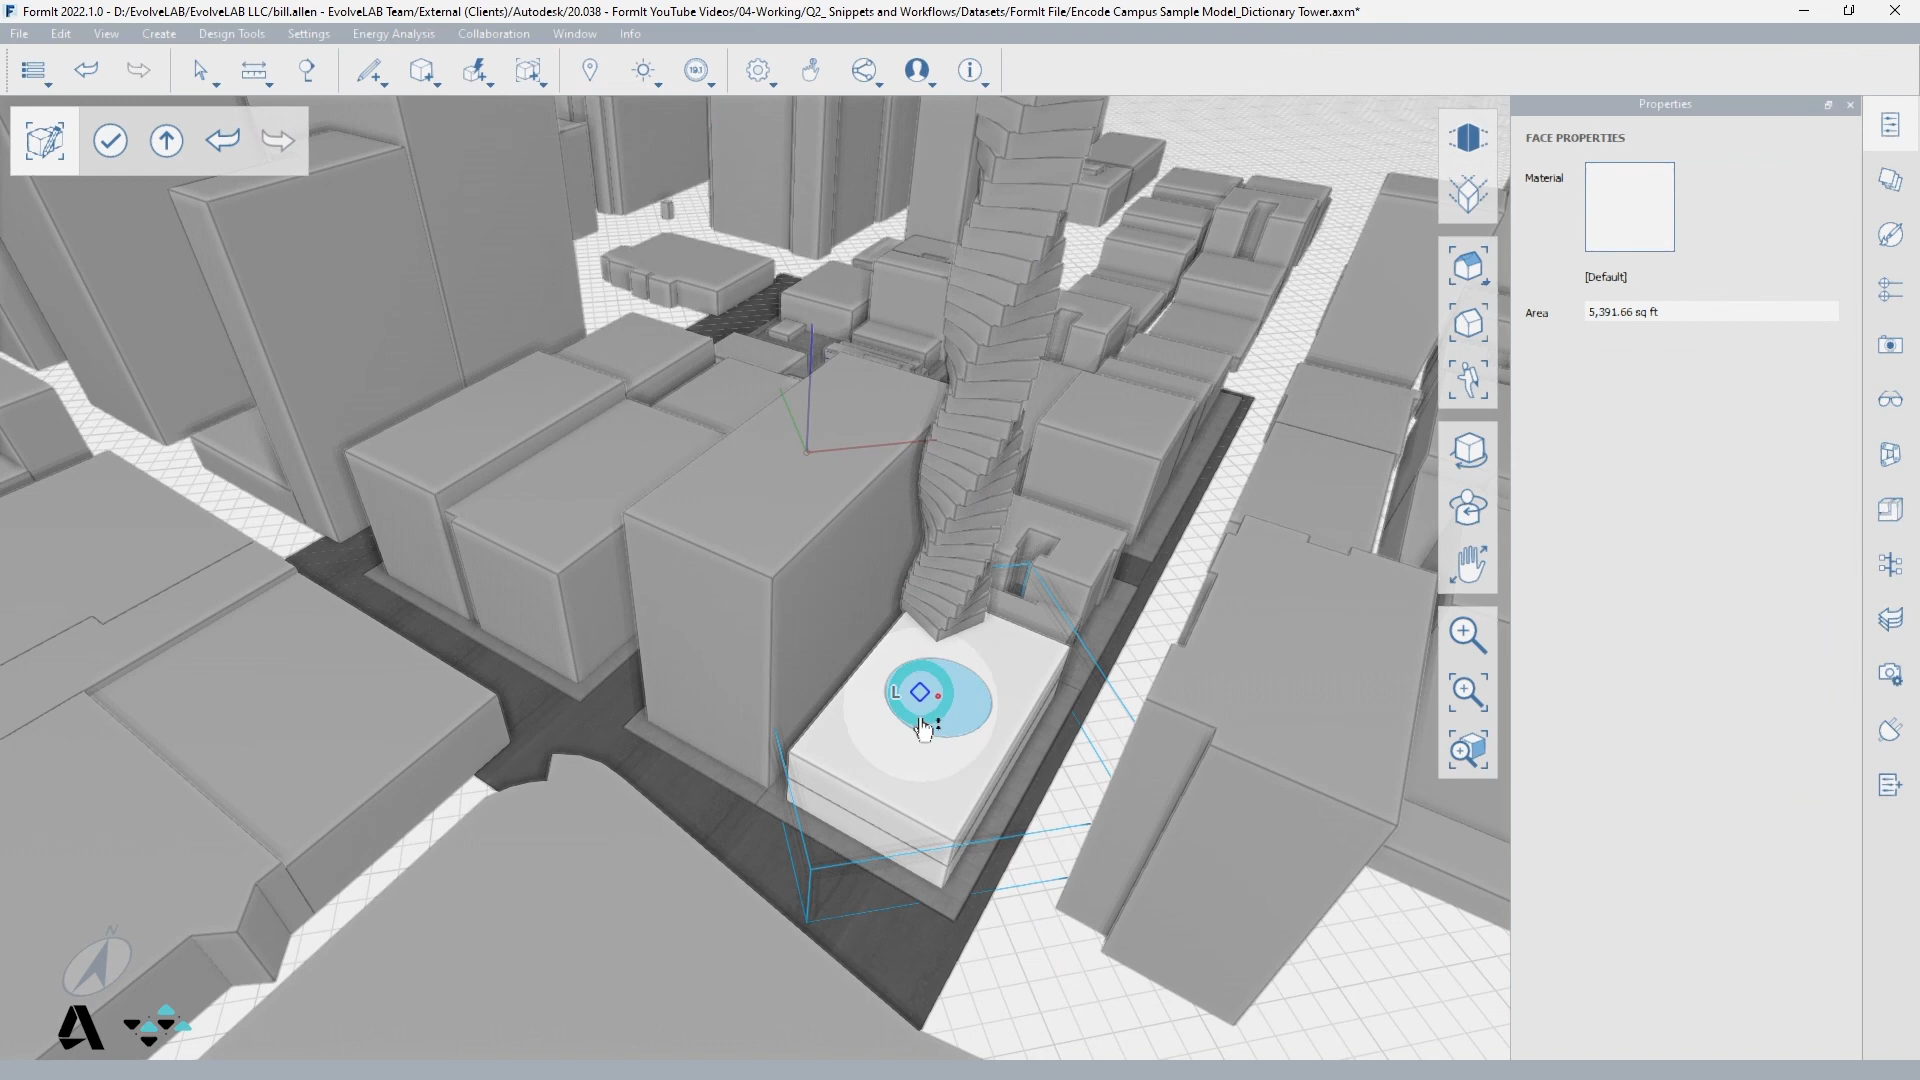 FormIt 2022.1.0 - D:/EvolveLAB/EvolveLAB LLC/bill.allen - EvolveLAB Team/External (Clients)/Autodesk/20.038 - FormIt YouTube Videos/04-Working/Q2_ Snippets and Workflows/Datasets/FormIt File/Encode Campus Sample Model_Dictionary Tower.axm*
File Edit View Create Design Tools Settings Energy Analysis Collaboration Window Info
19.1
Properties
FACE PROPERTIES
Material
[Default]
Area 5,391.66 sq ft
L
N